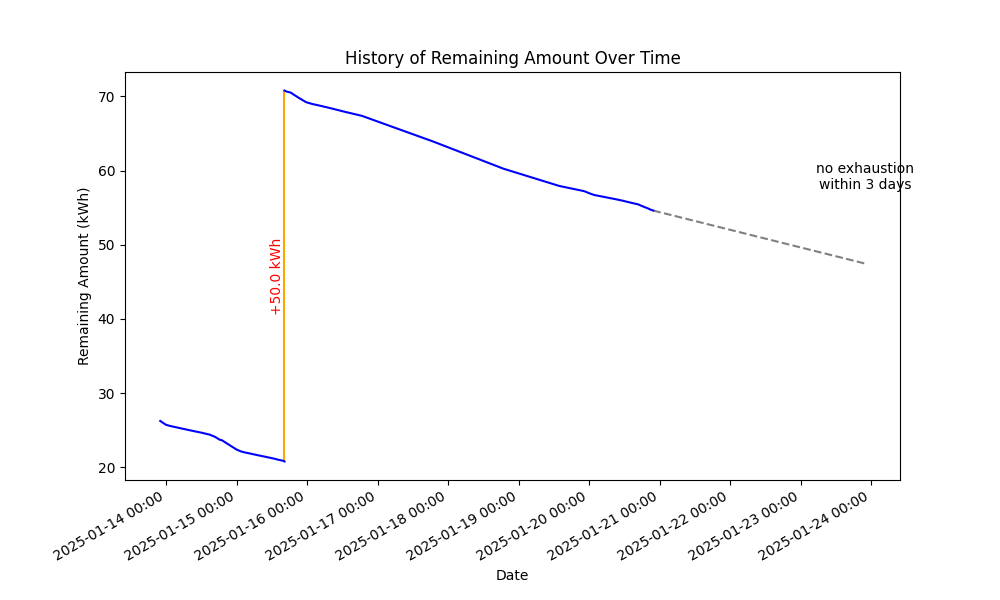 History of Remaining Amount Over Time
Remaining Amount (kWh)
70
60
50
40
30
20
+50.0 kWh
no exhaustion
within 3 days
2025-01-14 00:00
2025-01-15 00:00
2025-01-16 00:00
2025-01-17 00:00
2025-01-18 00:00
2025-01-19 00:00
2025-01-20 00:00
2025-01-21 00:00
2025-01-22 00:00
2025-01-23 00:00
2025-01-24 00:00
Date